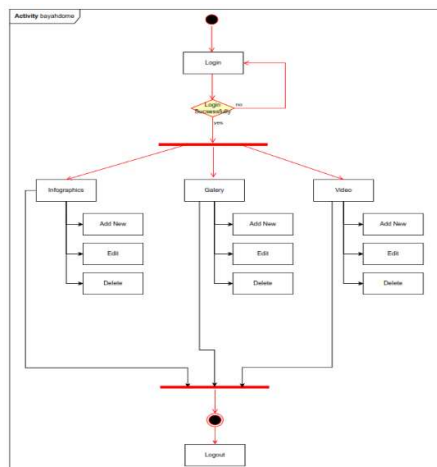 Activity bayahdome
Login
Login
Successfully
no
yes
Infographics
Galery
Video
Add New
Add New
Add New
Edit
Edit
Edit
Delete
Delete
Delete
Logout